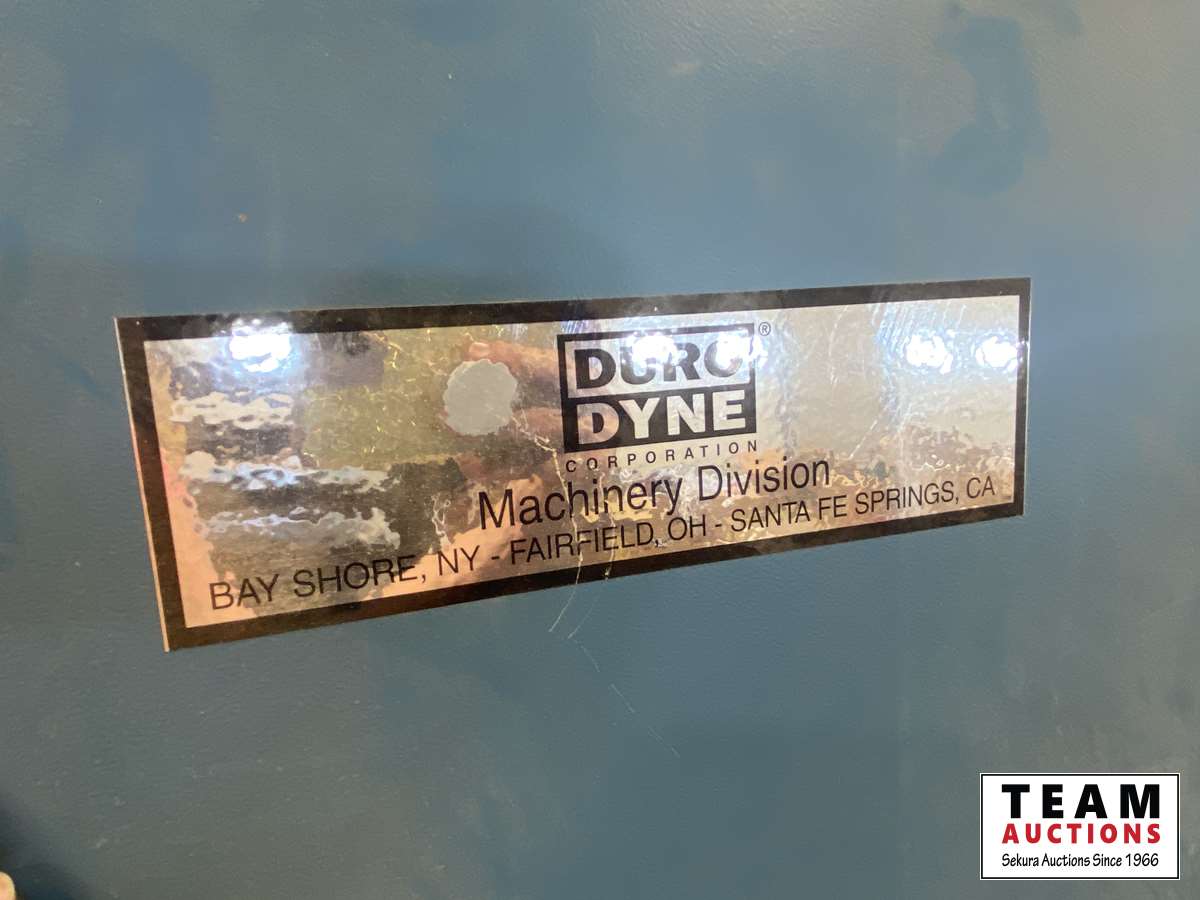 DURO®
DYNE
CORPORATION
Machinery Division
BAY SHORE, NY - FAIRFIELD, OH - SANTA FE SPRINGS, CA
TEAM
AUCTIONS
Sekura Auctions Since 1966